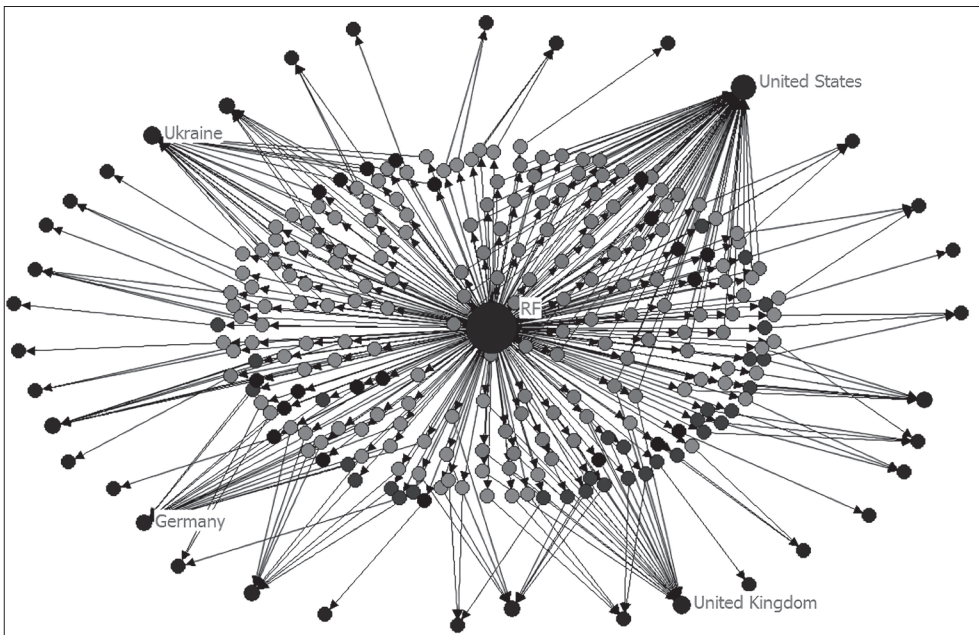 United States
Ukraine
RF
Germany
United Kingdom